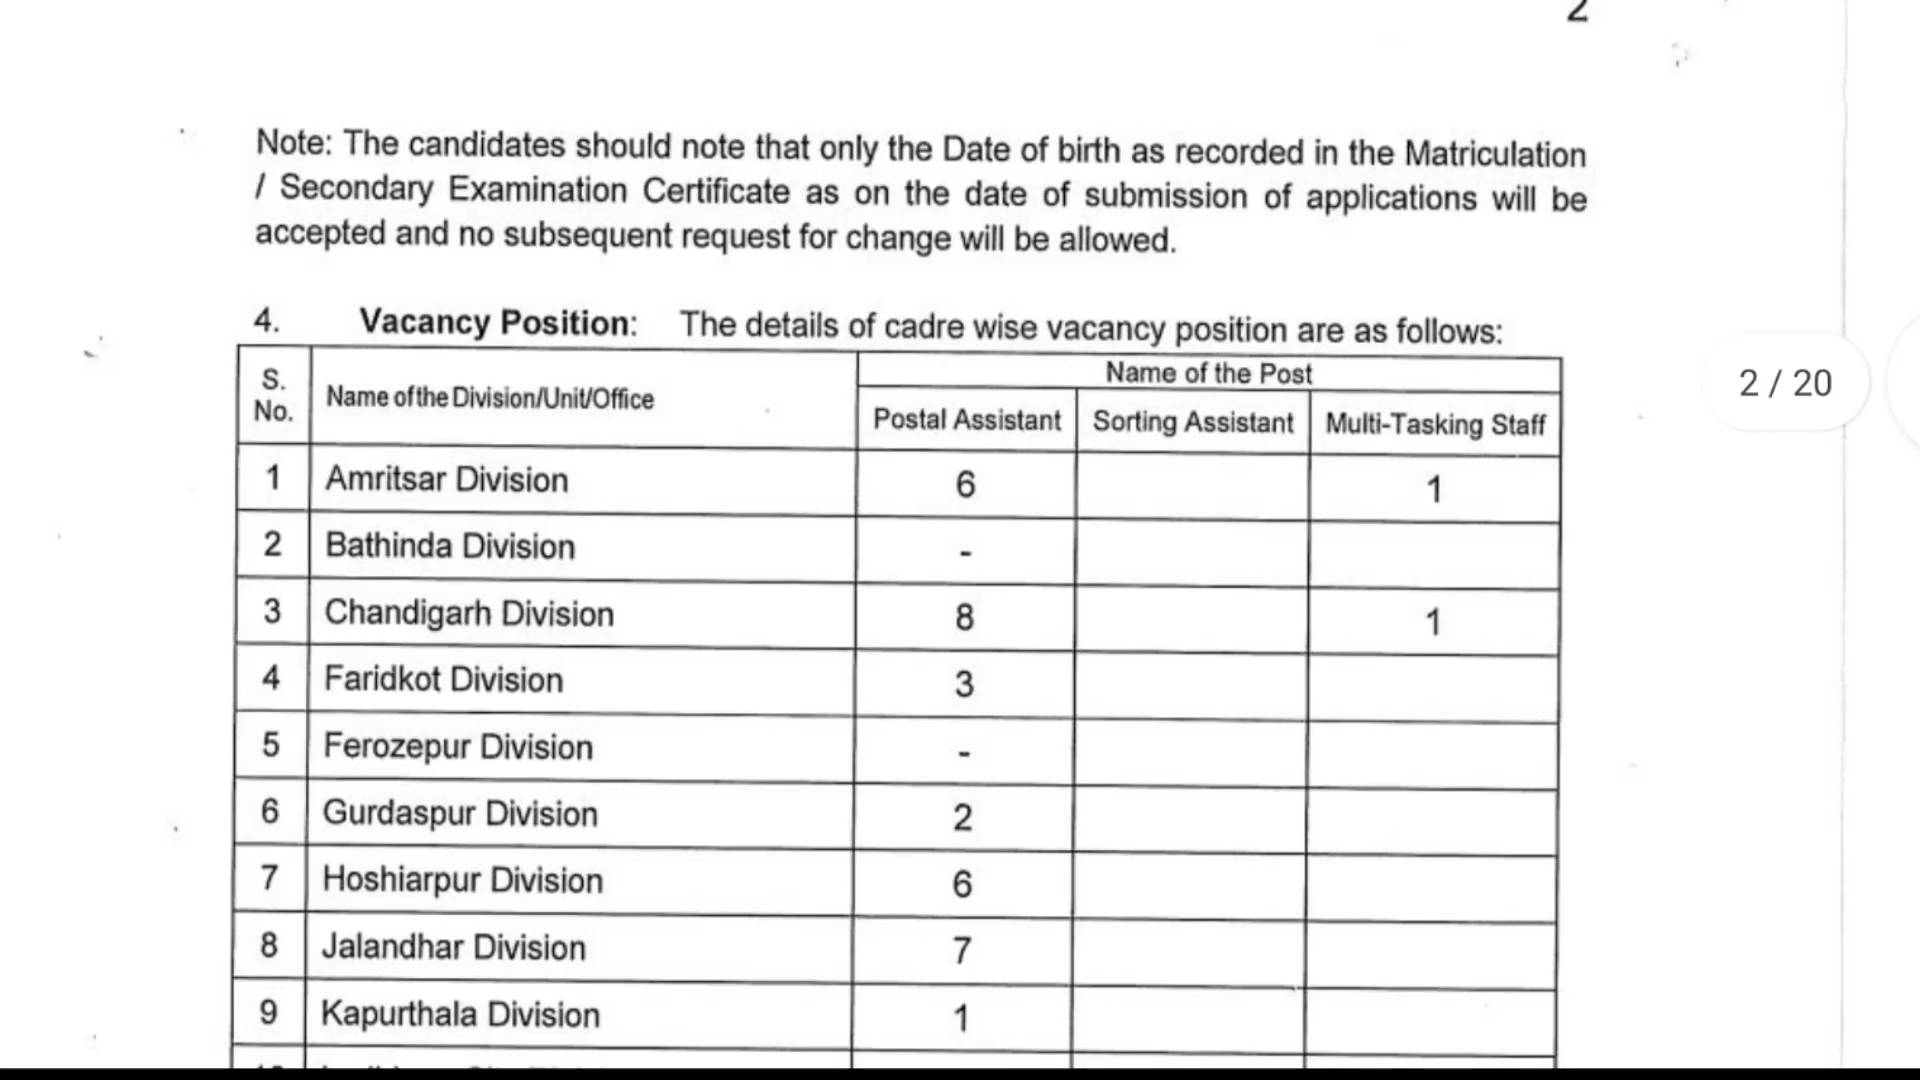 2
Note: The candidates should note that only the Date of birth as recorded in the Matriculation
/ Secondary Examination Certificate as on the date of submission of applications will be
accepted and no subsequent request for change will be allowed.
4. Vacancy Position: The details of cadre wise vacancy position are as follows:
S. No. Name of the Division/Unit/Office Name of the Post
Postal Assistant Sorting Assistant Multi-Tasking Staff
2 / 20
1 Amritsar Division 6 1
2 Bathinda Division -
3 Chandigarh Division 8 1
4 Faridkot Division 3
5 Ferozepur Division -
6 Gurdaspur Division 2
7 Hoshiarpur Division 6
8 Jalandhar Division 7
9 Kapurthala Division 1